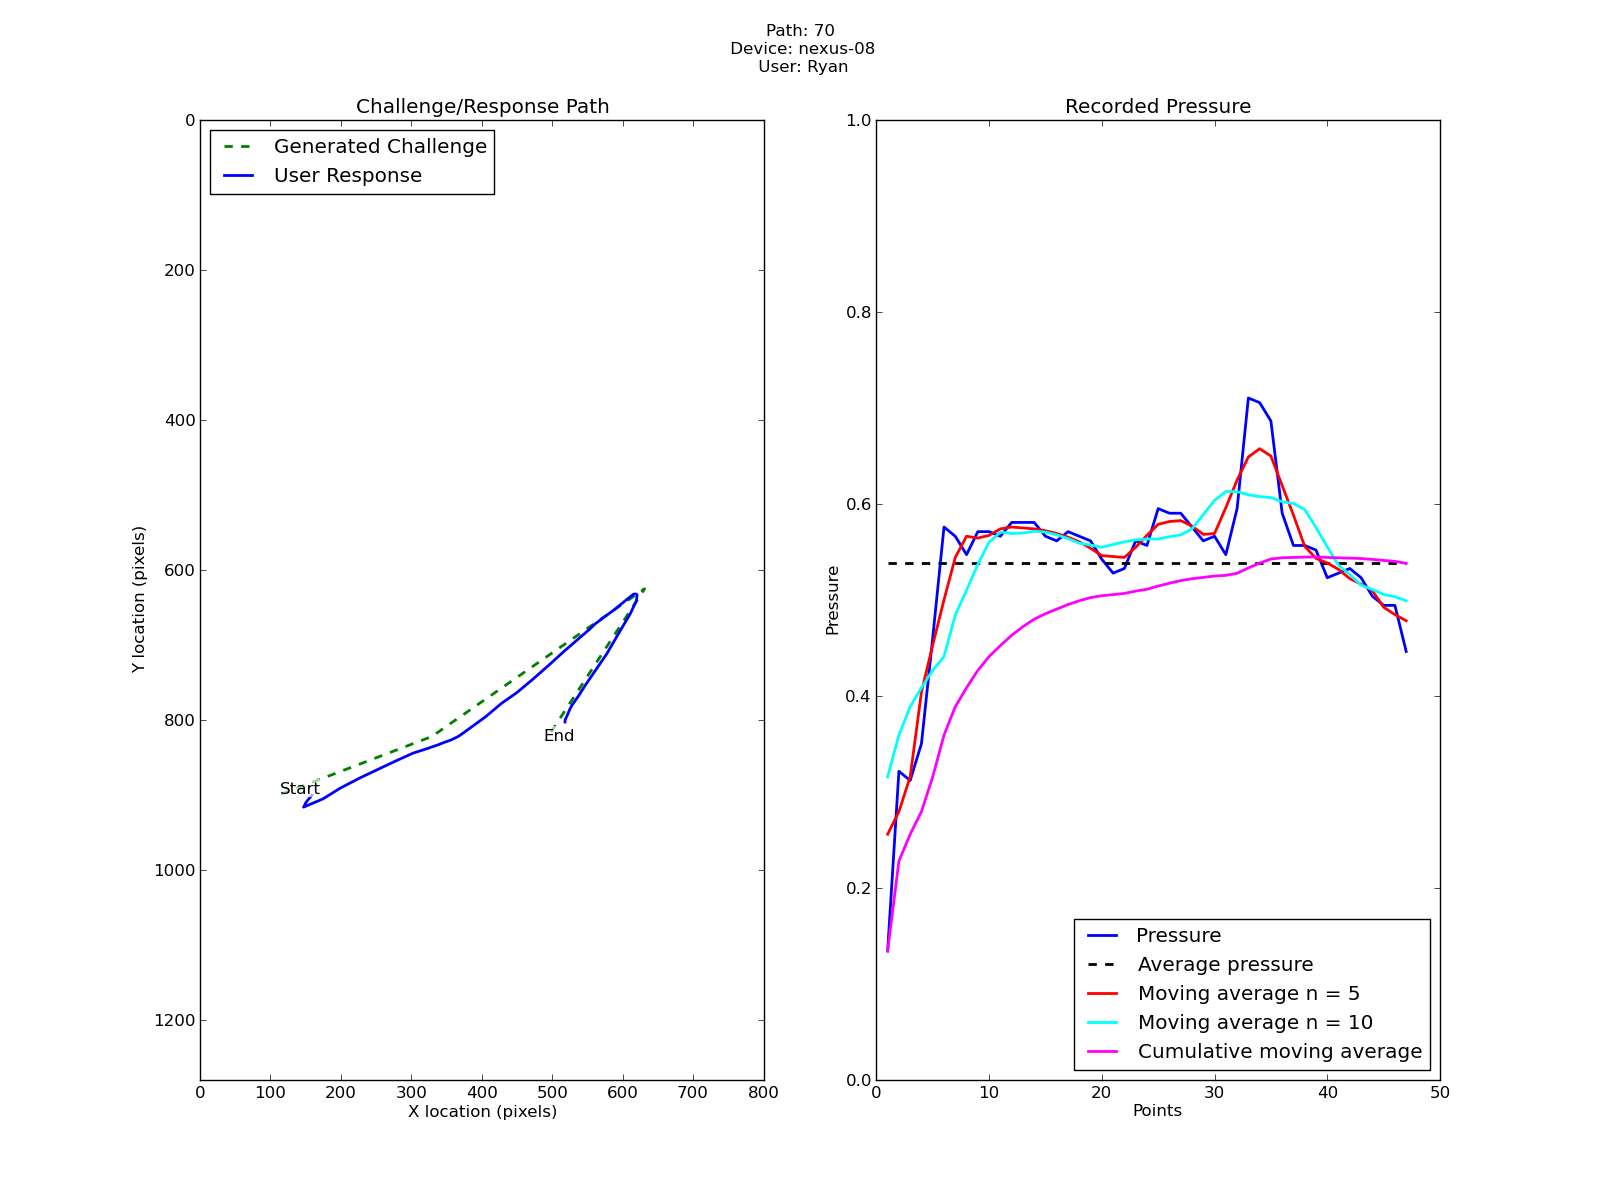 Path: 70
Device: nexus-08
User: Ryan
Challenge/Response Path
0
200
400
600
800
1000
1200
Y location (pixels)
Generated Challenge
User Response
Start
End
0 100 200 300 400 500 600 700 800
X location (pixels)
Recorded Pressure
1.0
0.8
0.6
0.4
0.2
0.0
Pressure
Pressure
Average pressure
Moving average n = 5
Moving average n = 10
Cumulative moving average
0 10 20 30 40 50
Points